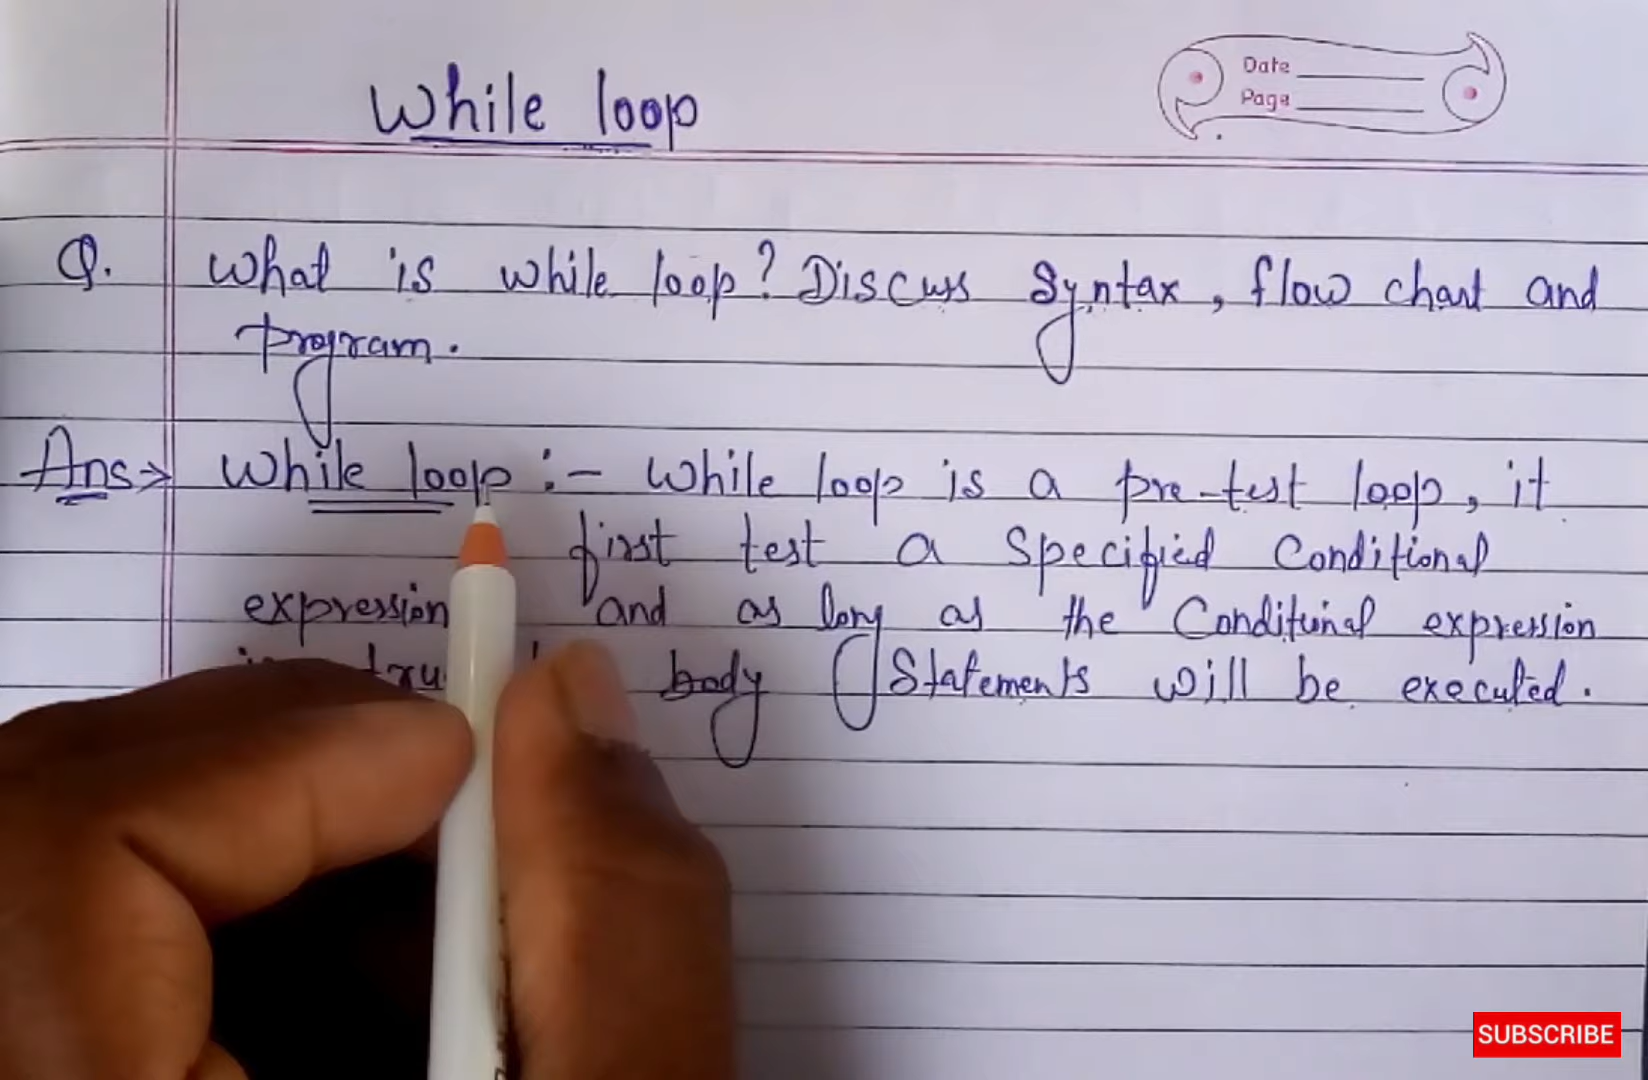 While loop
Date
Page
Q. What is while loop? Discuss Syntax, flow chart and
program.
Ans => While loop :- While loop is a pre-test loop, it
first test a specified Conditional
expression and as long as the Conditional expression
body Statements will be executed.
SUBSCRIBE